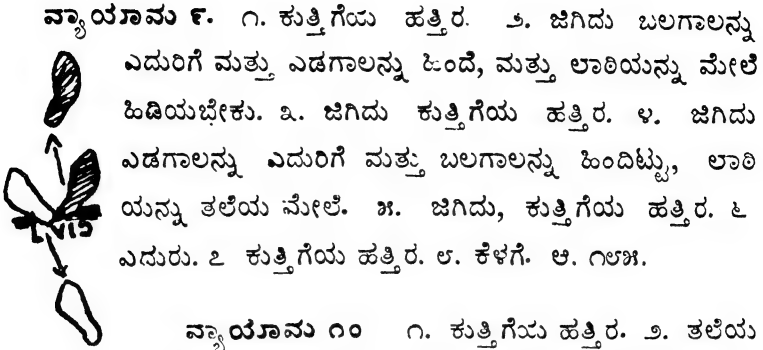 ವ್ಯಾಯಾಮ ೯. ೧. ಕುತ್ತಿಗೆಯ ಹತ್ತಿರ. ೨. ಜಿಗಿದು ಬಲಗಾಲನ್ನು
ಎದುರಿಗೆ ಮತ್ತು ಎಡಗಾಲನ್ನು ಹಿಂದೆ, ಮತ್ತು ಲಾಠಿಯನ್ನು ಮೇಲೆ
ಹಿಡಿಯಬೇಕು. ೩. ಜಿಗಿದು ಕುತ್ತಿಗೆಯ ಹತ್ತಿರ. ೪. ಜಿಗಿದು
ಎಡಗಾಲನ್ನು ಎದುರಿಗೆ ಮತ್ತು ಬಲಗಾಲನ್ನು ಹಿಂದಿಟ್ಟು, ಲಾಠಿ
ಯನ್ನು ತಲೆಯ ಮೇಲೆ. ೫. ಜಿಗಿದು, ಕುತ್ತಿಗೆಯ ಹತ್ತಿರ. ೬
ಎದುರು. ೭ ಕುತ್ತಿಗೆಯ ಹತ್ತಿರ. ೮. ಕೆಳಗೆ. ಆ. ೧೮೫.
ವ್ಯಾಯಾಮ ೧೦ ೧. ಕುತ್ತಿಗೆಯ ಹತ್ತಿರ. ೨. ತಲೆಯ